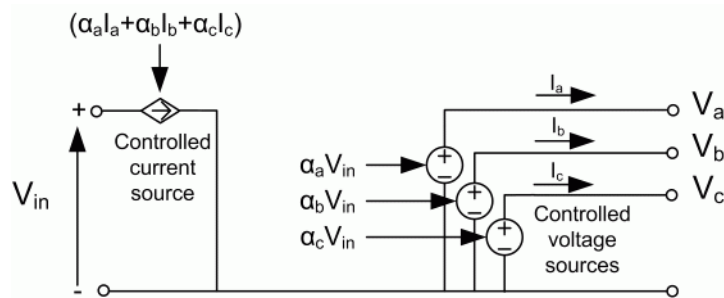 (αaIa+αbIb+αcIc)
+
Controlled
current
source
Vin
-
αaVin
αbVin
αcVin
+
−
+
−
+
−
Ia
Ib
Ic
Controlled
voltage
sources
Va
Vb
Vc